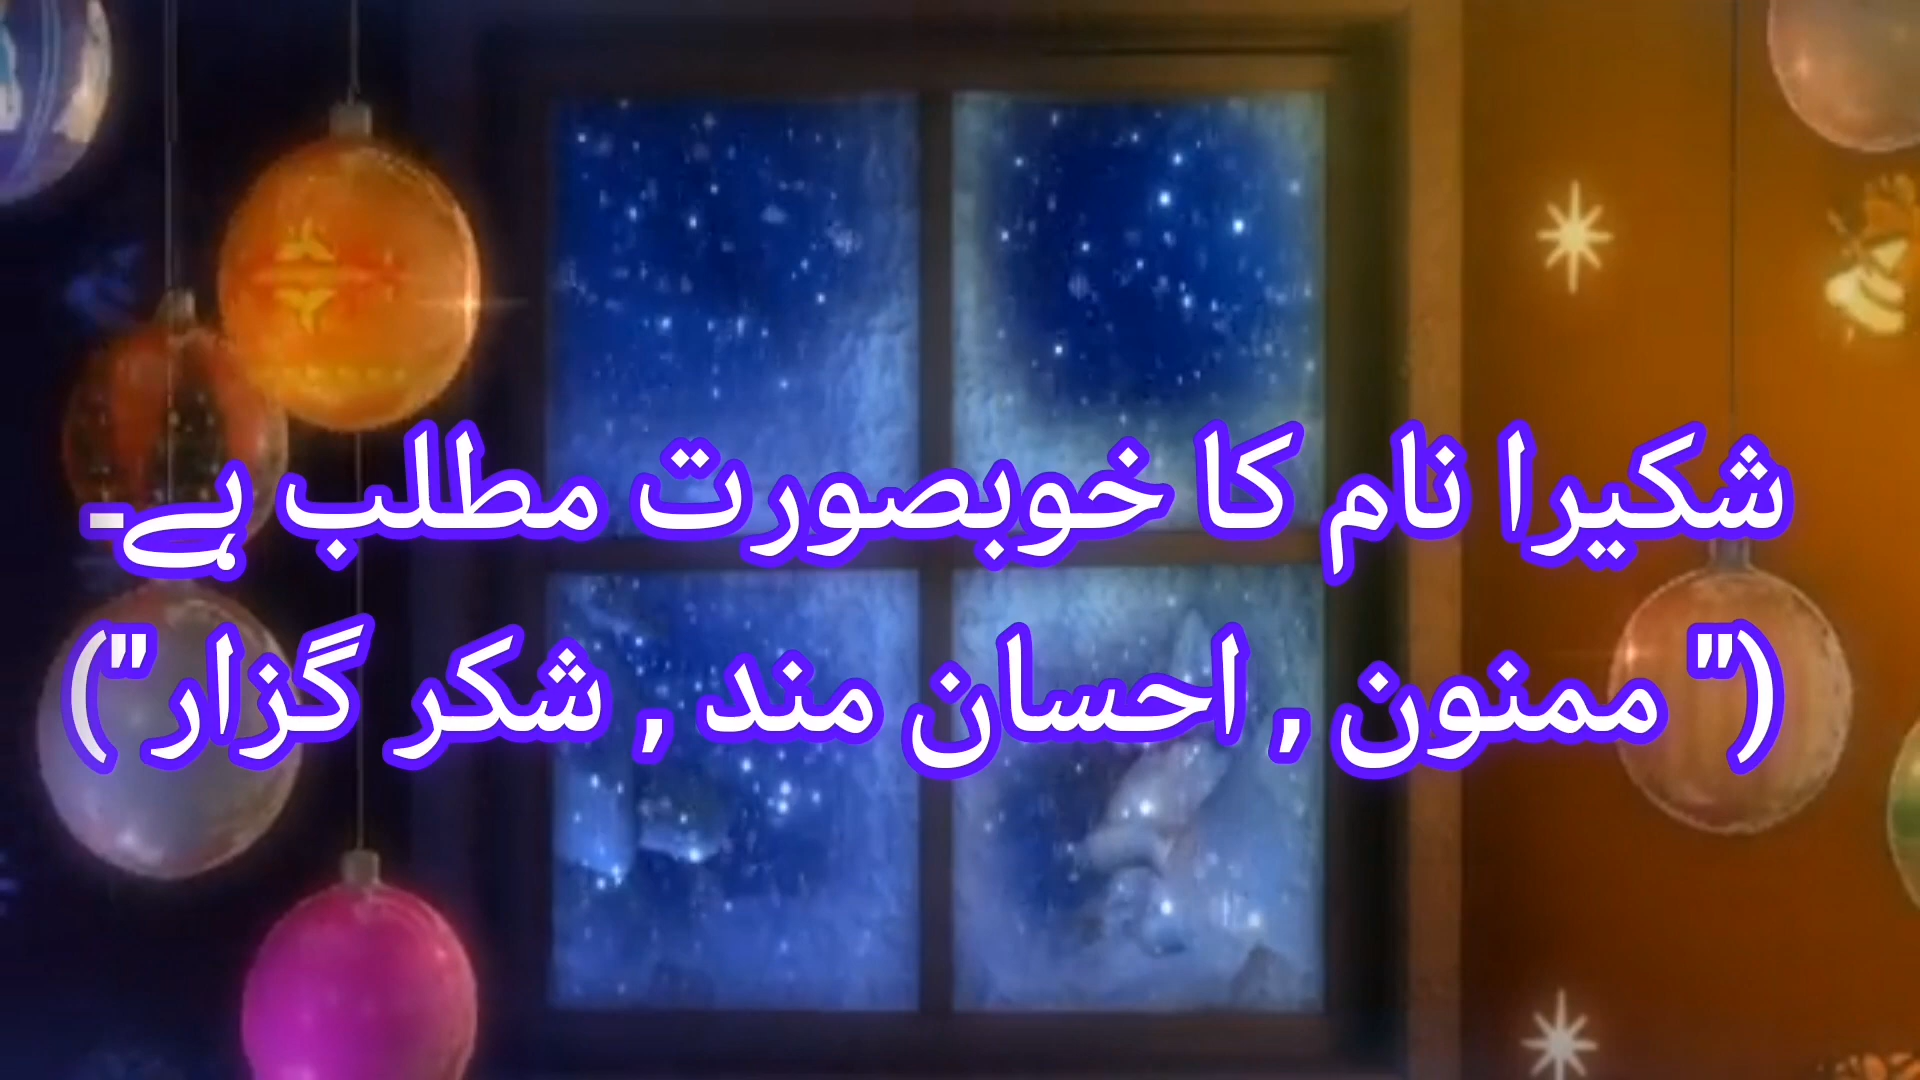 شکیرا نام کا خوبصورت مطلب ہے۔
(" ممنون , احسان مند , شکر گزار")